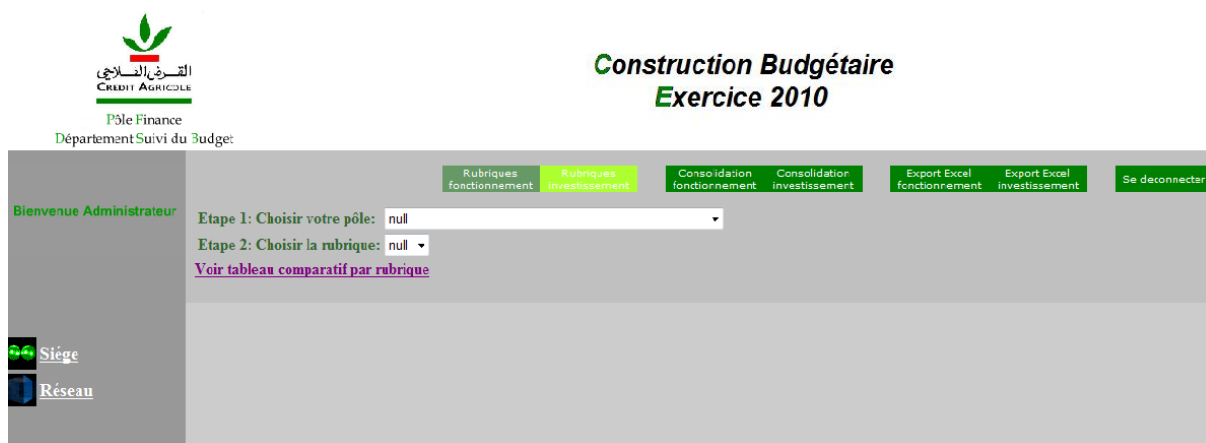 القرض الفلاحي
CREDIT AGRICOLE
Pôle Finance
Département Suivi du Budget
Construction Budgétaire
Exercice 2010
Rubriques fonctionnement
Rubriques investissement
Consolidation fonctionnement
Consolidation investissement
Export Excel fonctionnement
Export Excel investissement
Se deconnecter
Bienvenue Administrateur
Etape 1: Choisir votre pôle: null
Etape 2: Choisir la rubrique: null
Voir tableau comparatif par rubrique
Siége
Réseau